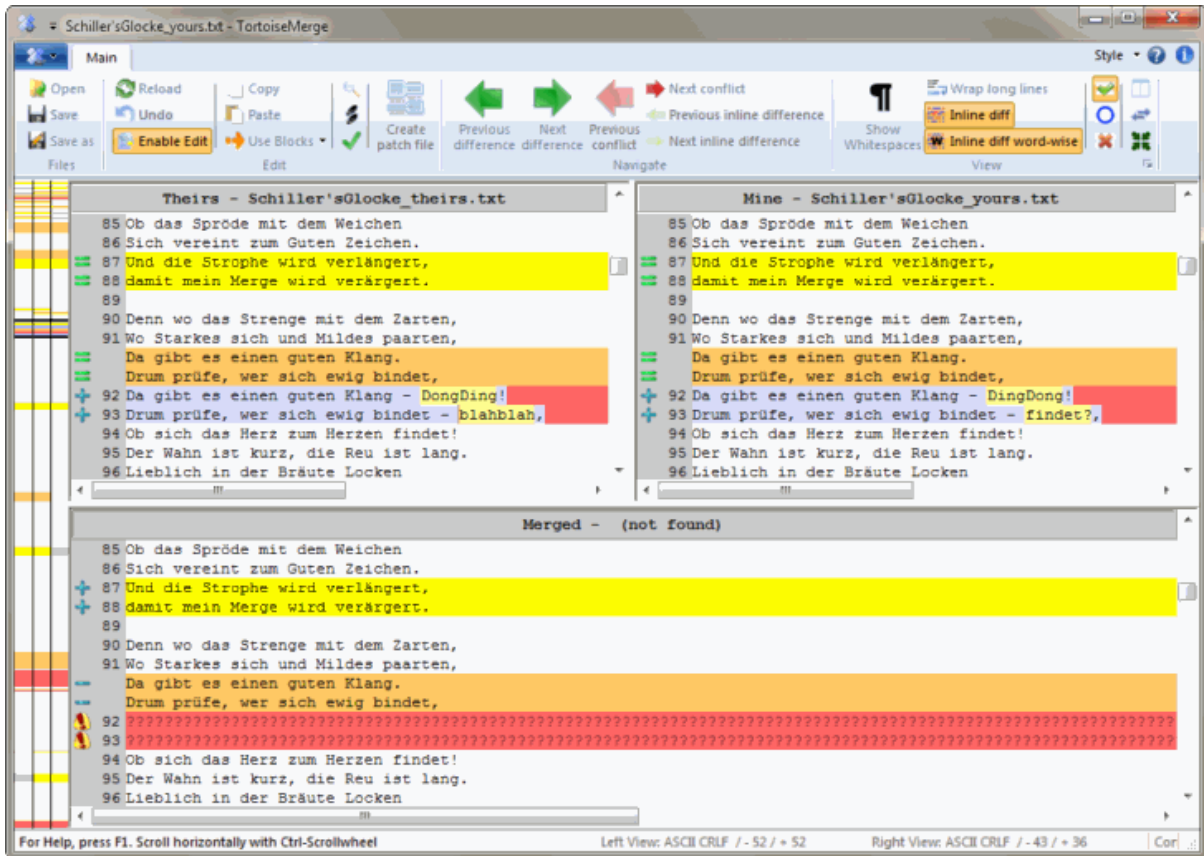 Schiller'sGlocke_yours.txt - TortoiseMerge
Main
Style
Open
Save
Save as
Files
Reload
Undo
Enable Edit
Copy
Paste
Use Blocks
Edit
Create patch file
Previous difference
Next difference
Previous conflict
Next conflict
Previous inline difference
Next inline difference
Navigate
Show Whitespaces
Wrap long lines
Inline diff
Inline diff word-wise
View
Theirs - Schiller'sGlocke_theirs.txt
85 Ob das Spröde mit dem Weichen
86 Sich vereint zum Guten Zeichen.
87 Und die Strophe wird verlängert,
88 damit mein Merge wird verärgert.
89
90 Denn wo das Strenge mit dem Zarten,
91 Wo Starkes sich und Mildes paarten,
Da gibt es einen guten Klang.
Drum prüfe, wer sich ewig bindet,
92 Da gibt es einen guten Klang - DongDing!
93 Drum prüfe, wer sich ewig bindet - blahblah,
94 Ob sich das Herz zum Herzen findet!
95 Der Wahn ist kurz, die Reu ist lang.
96 Lieblich in der Bräute Locken
Mine - Schiller'sGlocke_yours.txt
85 Ob das Spröde mit dem Weichen
86 Sich vereint zum Guten Zeichen.
87 Und die Strophe wird verlängert,
88 damit mein Merge wird verärgert.
89
90 Denn wo das Strenge mit dem Zarten,
91 Wo Starkes sich und Mildes paarten,
Da gibt es einen guten Klang.
Drum prüfe, wer sich ewig bindet,
92 Da gibt es einen guten Klang - DingDong!
93 Drum prüfe, wer sich ewig bindet - findet?,
94 Ob sich das Herz zum Herzen findet!
95 Der Wahn ist kurz, die Reu ist lang.
96 Lieblich in der Bräute Locken
Merged - (not found)
85 Ob das Spröde mit dem Weichen
86 Sich vereint zum Guten Zeichen.
87 Und die Strophe wird verlängert,
88 damit mein Merge wird verärgert.
89
90 Denn wo das Strenge mit dem Zarten,
91 Wo Starkes sich und Mildes paarten,
Da gibt es einen guten Klang.
Drum prüfe, wer sich ewig bindet,
92
93
94 Ob sich das Herz zum Herzen findet!
95 Der Wahn ist kurz, die Reu ist lang.
96 Lieblich in der Bräute Locken
For Help, press F1. Scroll horizontally with Ctrl-Scrollwheel
Left View: ASCII CRLF / - 52 / + 52
Right View: ASCII CRLF / - 43 / + 36